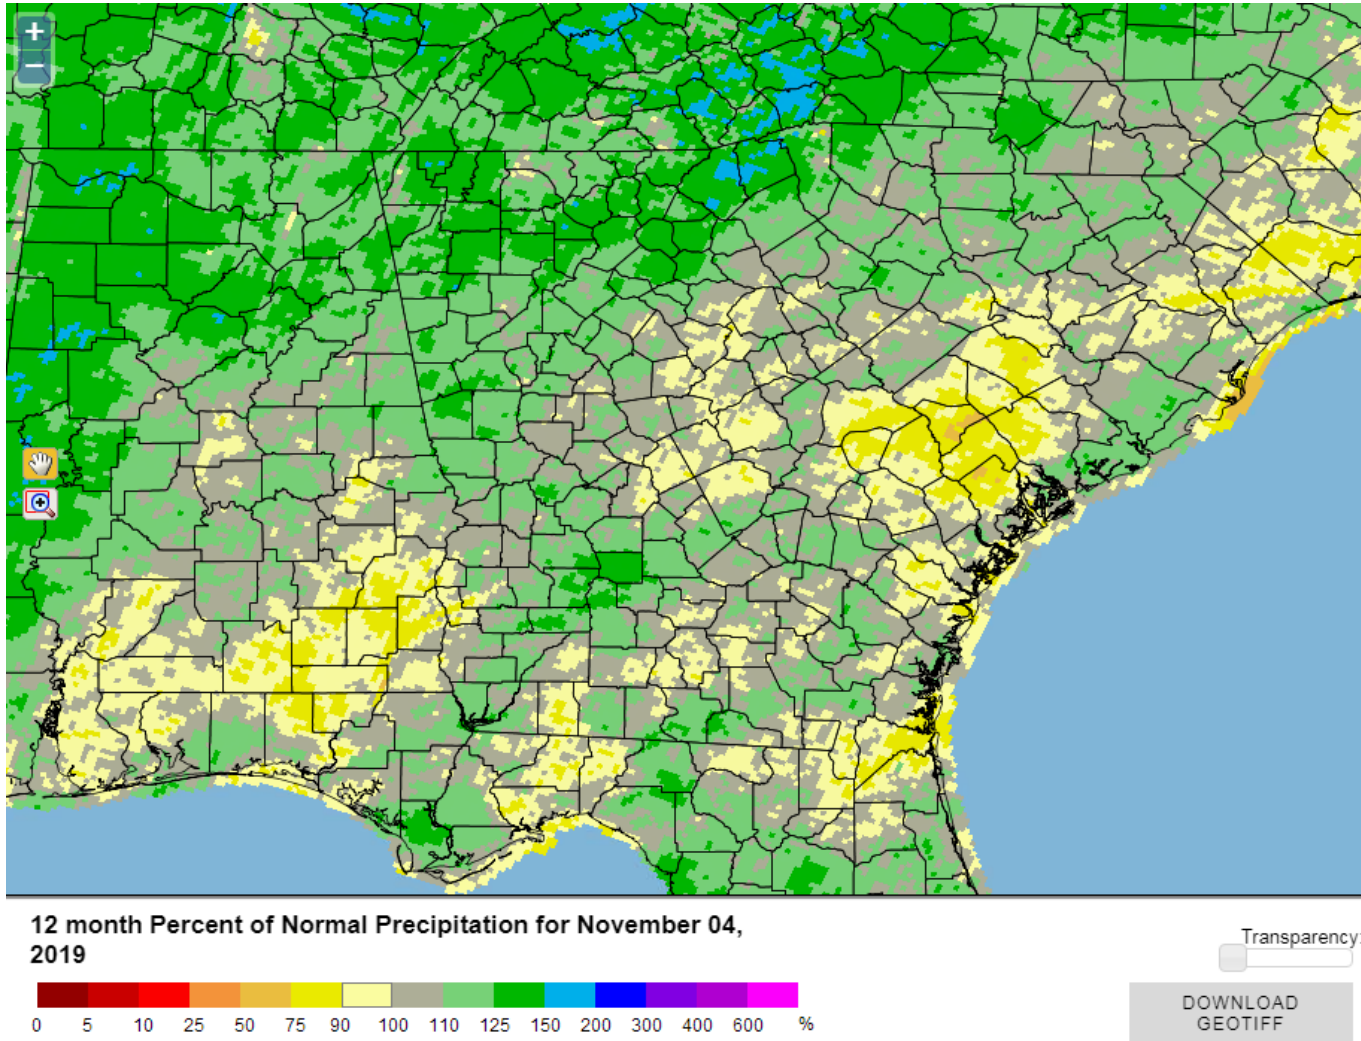 +
−
12 month Percent of Normal Precipitation for November 04,
2019
Transparency:
0 5 10 25 50 75 90 100 110 125 150 200 300 400 600 %
DOWNLOAD
GEOTIFF